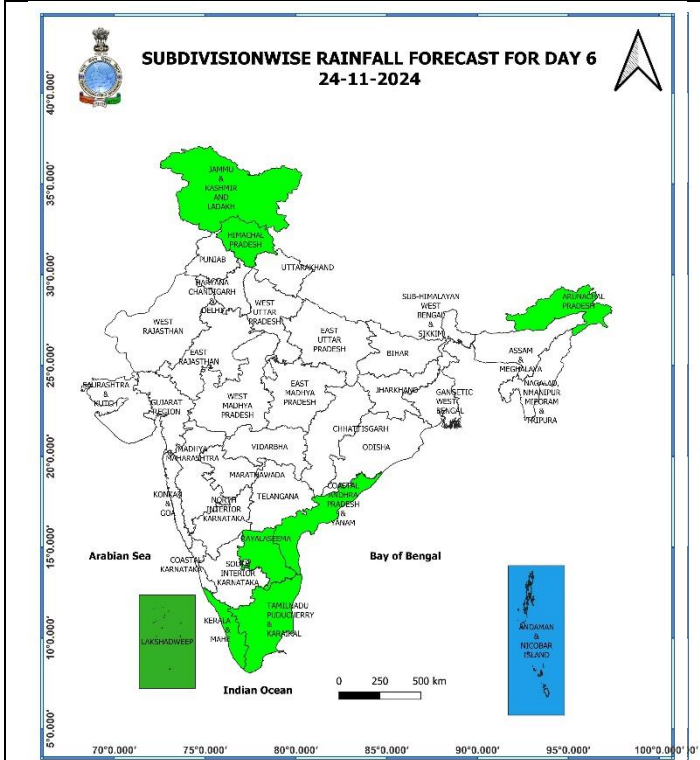 SUBDIVISIONWISE RAINFALL FORECAST FOR DAY 6
24-11-2024
40°0.000'
35°0.000'
30°0.000'
25°0.000'
20°0.000'
15°0.000'
10°0.000'
5°0.000'
JAMMU
&
KASHMIR
AND
LADAKH
HIMACHAL
PRADESH
PUNJAB
UTTARAKHAND
HARYANA
CHANDIGARH
&
DELHI
WEST
UTTAR
PRADESH
WEST
RAJASTHAN
EAST
RAJASTHAN
EAST
UTTAR
PRADESH
SUB-HIMALAYAN
WEST
BENGAL
&
SIKKIM
ARUNACHAL
PRADESH
ASSAM
&
MEGHALAYA
NAGALAD,
MANIPUR
MIZORAM
&
TRIPURA
BIHAR
JHARKHAND
GANGETIC
WEST
BENGAL
SAURASHTRA
&
KUTCH
GUJARAT
REGION
WEST
MADHYA
PRADESH
EAST
MADHYA
PRADESH
CHHATTISGARH
ODISHA
MADHYA
MAHARASHTRA
VIDARBHA
MARATHAWADA
KONKAN
&
GOA
NORTH
INTERIOR
KARNATAKA
TELANGANA
COASTAL
ANDHRA
PRADESH
&
YANAM
RAYALASEEMA
COASTAL
KARNATAKA
SOUTH
INTERIOR
KARNATAKA
KERALA
&
MAHE
TAMILNADU
PUDUCHERRY
&
KARAIKAL
LAKSHADWEEP
ANDAMAN
&
NICOBAR
ISLAND
Arabian Sea
Bay of Bengal
Indian Ocean
0 250 500 km
70°0.000' 75°0.000' 80°0.000' 85°0.000' 90°0.000' 95°0.000' 100°0.000'